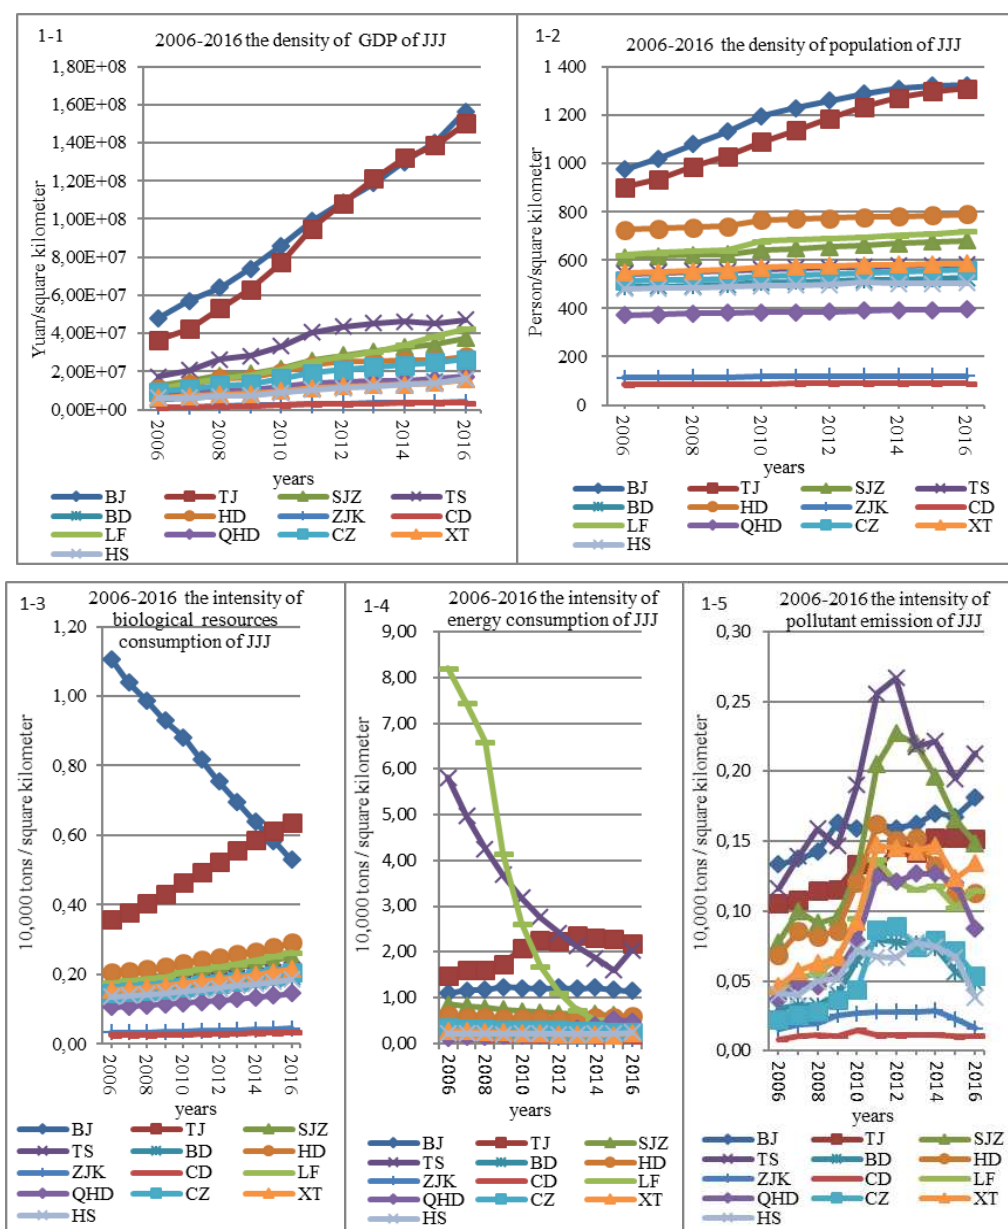 1-1
2006-2016 the density of GDP of JJJ
1,80E+08
1,60E+08
1,40E+08
1,20E+08
1,00E+08
8,00E+07
6,00E+07
4,00E+07
2,00E+07
0,00E+00
Yuan/square kilometer
2006
2008
2010
2012
2014
2016
years
BJ TJ SJZ TS
BD HD ZJK CD
LF QHD CZ XT
HS
1-2
2006-2016 the density of population of JJJ
1 400
1 200
1 000
800
600
400
200
0
Person/square kilometer
2006
2008
2010
2012
2014
2016
years
BJ TJ SJZ TS
BD HD ZJK CD
LF QHD CZ XT
HS
1-3
2006-2016 the intensity of
biological resources
consumption of JJJ
1,20
1,00
0,80
0,60
0,40
0,20
0,00
10,000 tons/ square kilometer
2006
2008
2010
2012
2014
2016
years
BJ TJ SJZ
TS BD HD
ZJK CD LF
QHD CZ XT
HS
1-4
2006-2016 the intensity of
energy consumption of JJJ
9,00
8,00
7,00
6,00
5,00
4,00
3,00
2,00
1,00
0,00
10,000 tons/ square kilometer
2006
2008
2010
2012
2014
2016
years
BJ TJ SJZ
TS BD HD
ZJK CD LF
QHD CZ XT
HS
1-5
2006-2016 the intensity of
pollutant emission of JJJ
0,30
0,25
0,20
0,15
0,10
0,05
0,00
10,000 tons/ square kilometer
2006
2008
2010
2012
2014
2016
years
BJ TJ SJZ
TS BD HD
ZJK CD LF
QHD CZ XT
HS